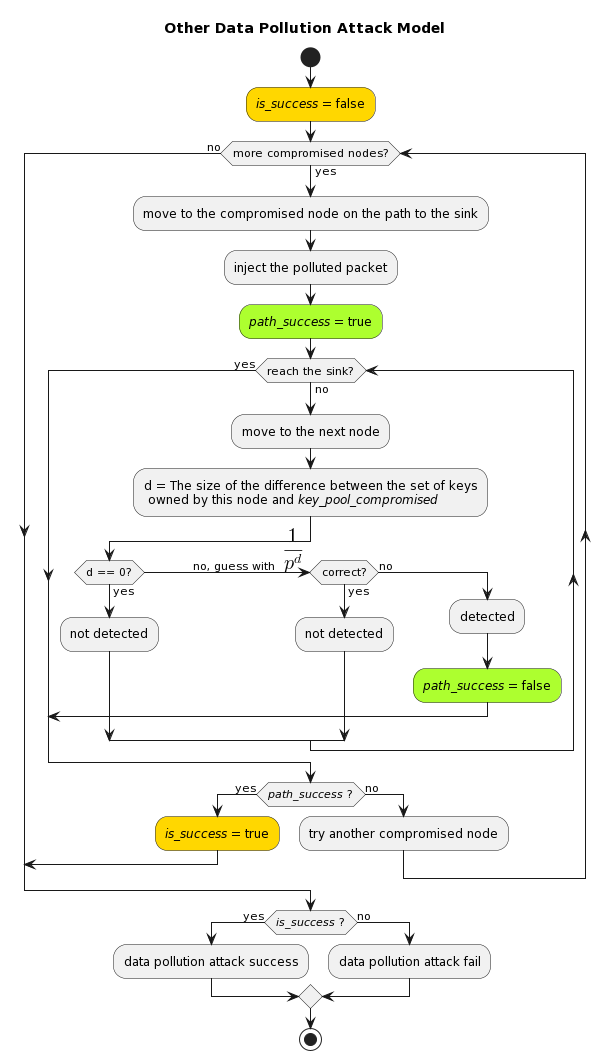 Other Data Pollution Attack Model
is_success = false
no
more compromised nodes?
yes
move to the compromised node on the path to the sink
inject the polluted packet
path_success = true
yes
reach the sink?
no
move to the next node
d = The size of the difference between the set of keys
owned by this node and key_pool_compromised
d == 0?
no, guess with 1/p^d
correct?
no
yes
yes
not detected
not detected
detected
path_success = false
yes
path_success ?
no
is_success = true
try another compromised node
yes
is_success ?
no
data pollution attack success
data pollution attack fail